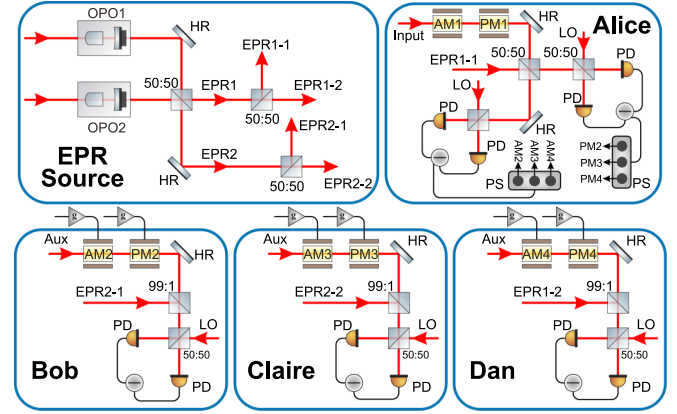 OPO1
HR
EPR1-1
50:50
EPR1
EPR1-2
OPO2
50:50
EPR2-1
EPR
Source
HR
EPR2
50:50
EPR2-2
AM1
PM1
HR
LO
Alice
Input
50:50
50:50
PD
EPR1-1
LO
PD
PD
HR
PD
AM2
AM3
AM4
PS
PM2
PM3
PM4
PS
g
g
Aux
AM2
PM2
HR
99:1
EPR2-1
PD
LO
50:50
Bob
PD
g
g
Aux
AM3
PM3
HR
99:1
EPR2-2
PD
LO
50:50
Claire
PD
g
g
Aux
AM4
PM4
HR
99:1
EPR1-2
PD
LO
50:50
Dan
PD